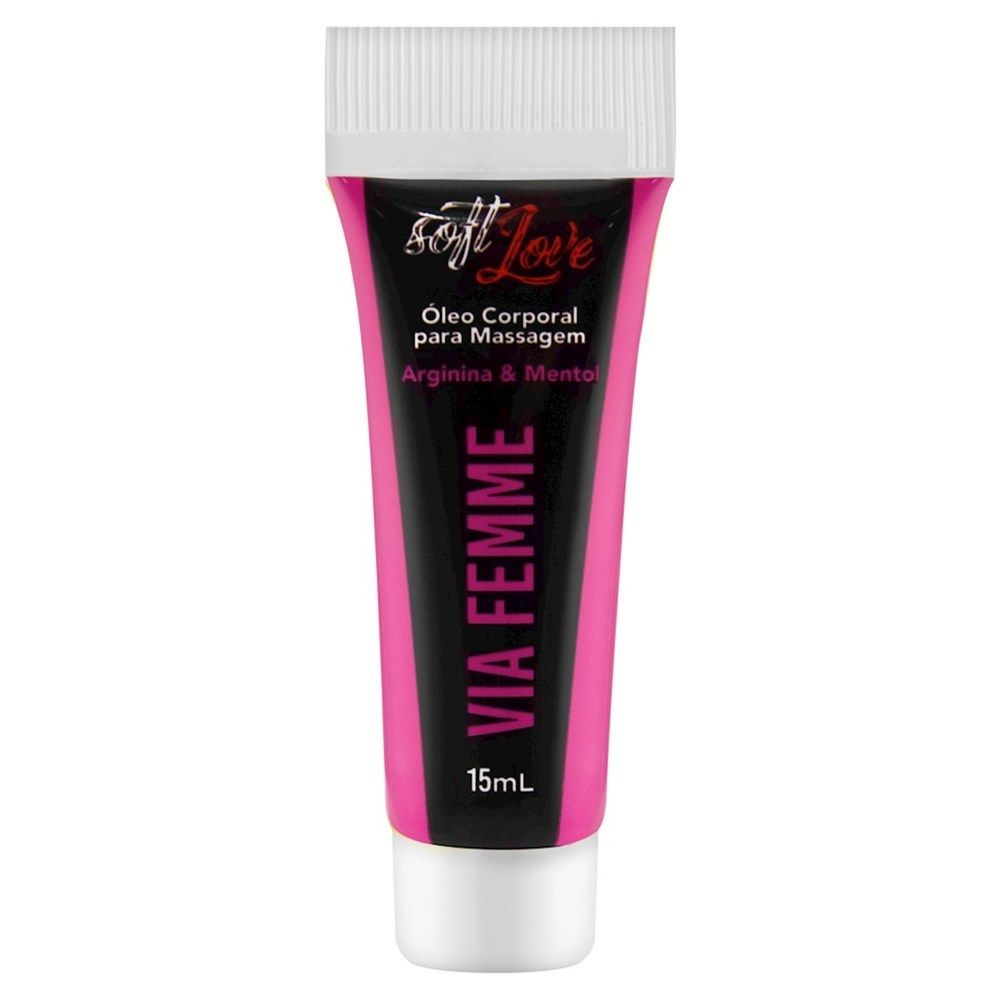 soft Love
Óleo Corporal
para Massagem
Arginina & Mentol
VIA FEMME
15mL